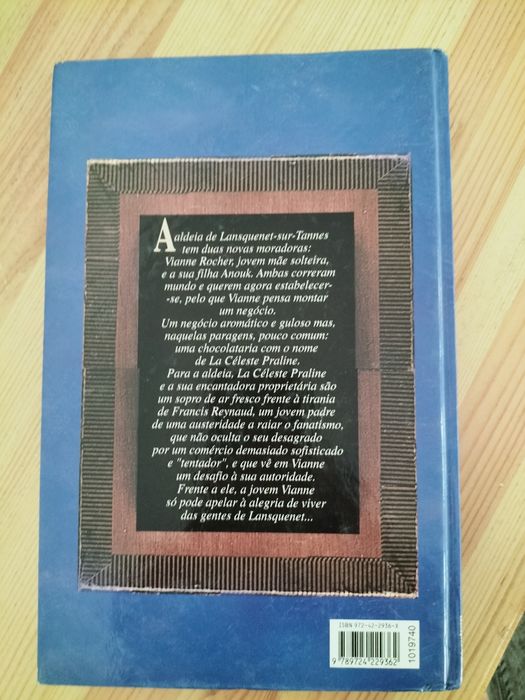 A aldeia de Lansquenet-sur-Tannes
tem duas novas moradoras:
Vianne Rocher, jovem mãe solteira,
e a sua filha Anouk. Ambas correram
mundo e querem agora estabelecer-
-se, pelo que Vianne pensa montar
um negócio.
Um negócio aromático e guloso mas,
naquelas paragens, pouco comum:
uma chocolataria com o nome
de La Céleste Praline.
Para a aldeia, La Céleste Praline
e a sua encantadora proprietária são
um sopro de ar fresco frente à tirania
de Francis Reynaud, um jovem padre
de uma austeridade a raiar o fanatismo,
que não oculta o seu desagrado
por um comércio demasiado sofisticado
e "tentador", e que vê em Vianne
um desafio à sua autoridade.
Frente a ele, a jovem Vianne
só pode apelar à alegria de viver
das gentes de Lansquenet...
ISBN 972-42-2936-X
9 789724 229362
1019740